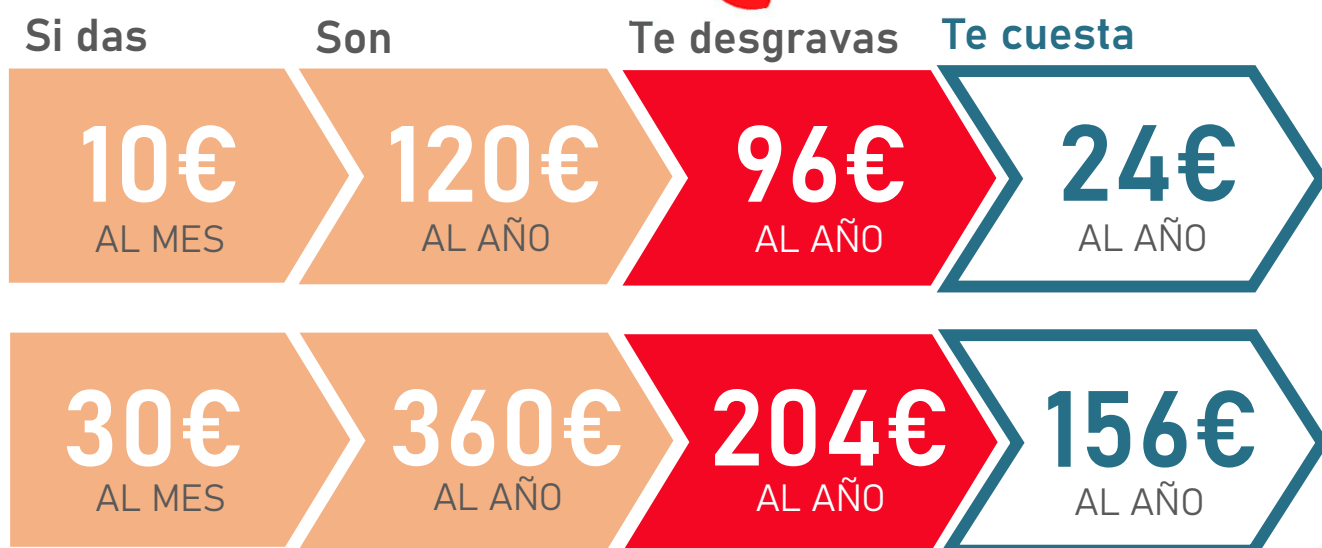 Si das Son Te desgravas Te cuesta
10€ 120€ 96€ 24€
AL MES AL AÑO AL AÑO AL AÑO
30€ 360€ 204€ 156€
AL MES AL AÑO AL AÑO AL AÑO